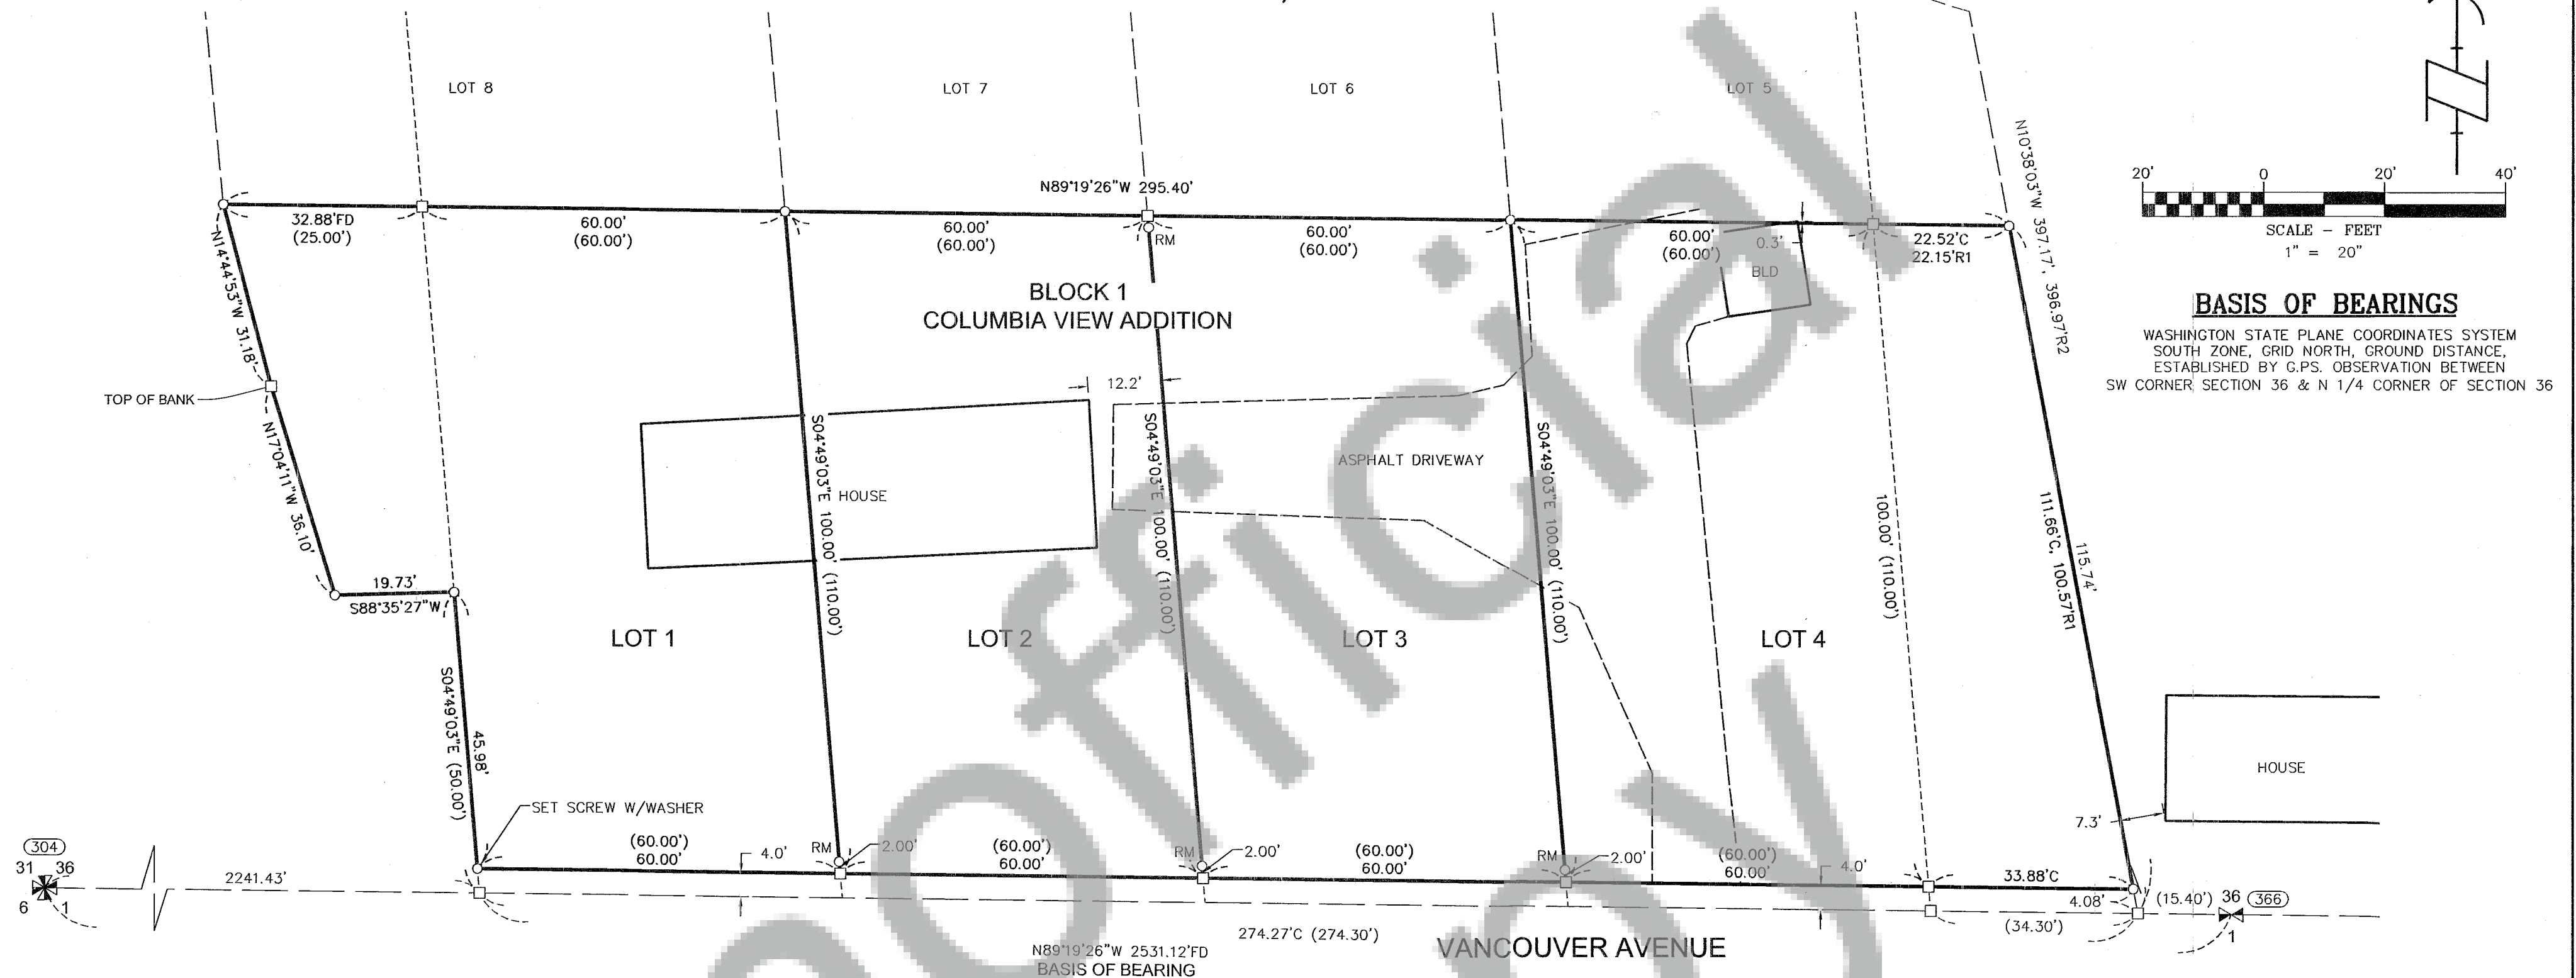 LOT 8
LOT 7
LOT 6
LOT 5
N10°38'03"W 397.17', 396.97'R2
20' 0 20' 40'
SCALE - FEET
1" = 20"
BASIS OF BEARINGS
WASHINGTON STATE PLANE COORDINATES SYSTEM
SOUTH ZONE, GRID NORTH, GROUND DISTANCE,
ESTABLISHED BY G.P.S. OBSERVATION BETWEEN
SW CORNER SECTION 36 & N 1/4 CORNER OF SECTION 36
N89°19'26"W 295.40'
32.88'FD
(25.00')
60.00'
(60.00')
60.00'
(60.00')
RM
60.00'
(60.00')
60.00'
(60.00')
0.3'
BLD
22.52'C
22.15'R1
N14°44'53"W 31.18'
BLOCK 1
COLUMBIA VIEW ADDITION
TOP OF BANK
12.2'
N17°04'11"W 36.10'
S04°49'03"E 100.00' (110.00')
HOUSE
S04°49'03"E 100.00' (110.00')
ASPHALT DRIVEWAY
S04°49'03"E 100.00' (110.00')
100.00' (110.00')
115.74'
111.66'C, 100.57'R1
19.73'
S88°35'27"W
LOT 1
LOT 2
LOT 3
LOT 4
45.98'
S04°49'03"E (50.00')
SET SCREW W/WASHER
HOUSE
7.3'
(60.00')
60.00'
4.0'
RM
2.00'
(60.00')
60.00'
RM
2.00'
(60.00')
60.00'
RM
2.00'
(60.00')
60.00'
4.0'
33.88'C
4.08'
(15.40')
(34.30')
304
31 36
6 1
2241.43'
36 366
1
274.27'C (274.30')
VANCOUVER AVENUE
N89°19'26"W 2531.12'FD
BASIS OF BEARING